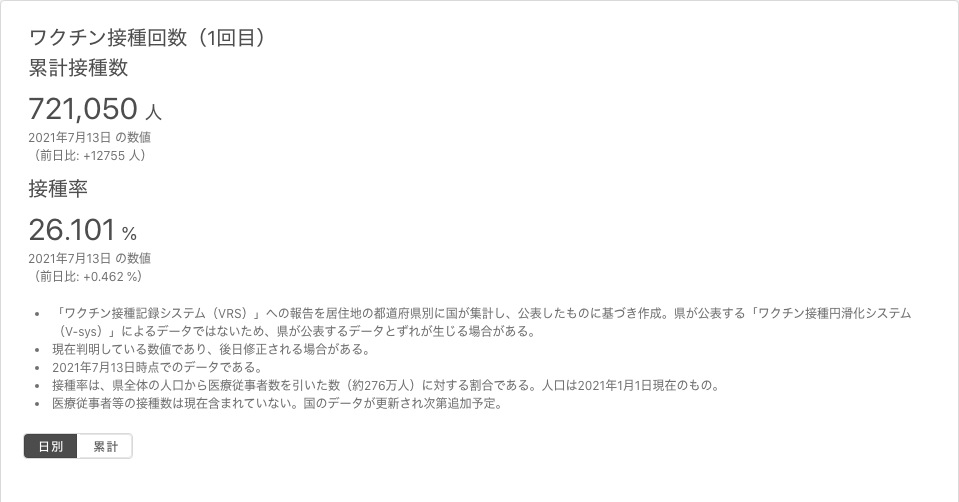 ワクチン接種回数（1回目）
累計接種数
721,050 人
2021年7月13日 の数値
（前日比: +12755 人）
接種率
26.101 %
2021年7月13日 の数値
（前日比: +0.462 %）
• 「ワクチン接種記録システム（VRS）」への報告を居住地の都道府県別に国が集計し、公表したものに基づき作成。県が公表する「ワクチン接種円滑化システム
（V-sys）」によるデータではないため、県が公表するデータとずれが生じる場合がある。
• 現在判明している数値であり、後日修正される場合がある。
• 2021年7月13日時点でのデータである。
• 接種率は、県全体の人口から医療従事者数を引いた数（約276万人）に対する割合である。人口は2021年1月1日現在のもの。
• 医療従事者等の接種数は現在含まれていない。国のデータが更新され次第追加予定。
日別 累計